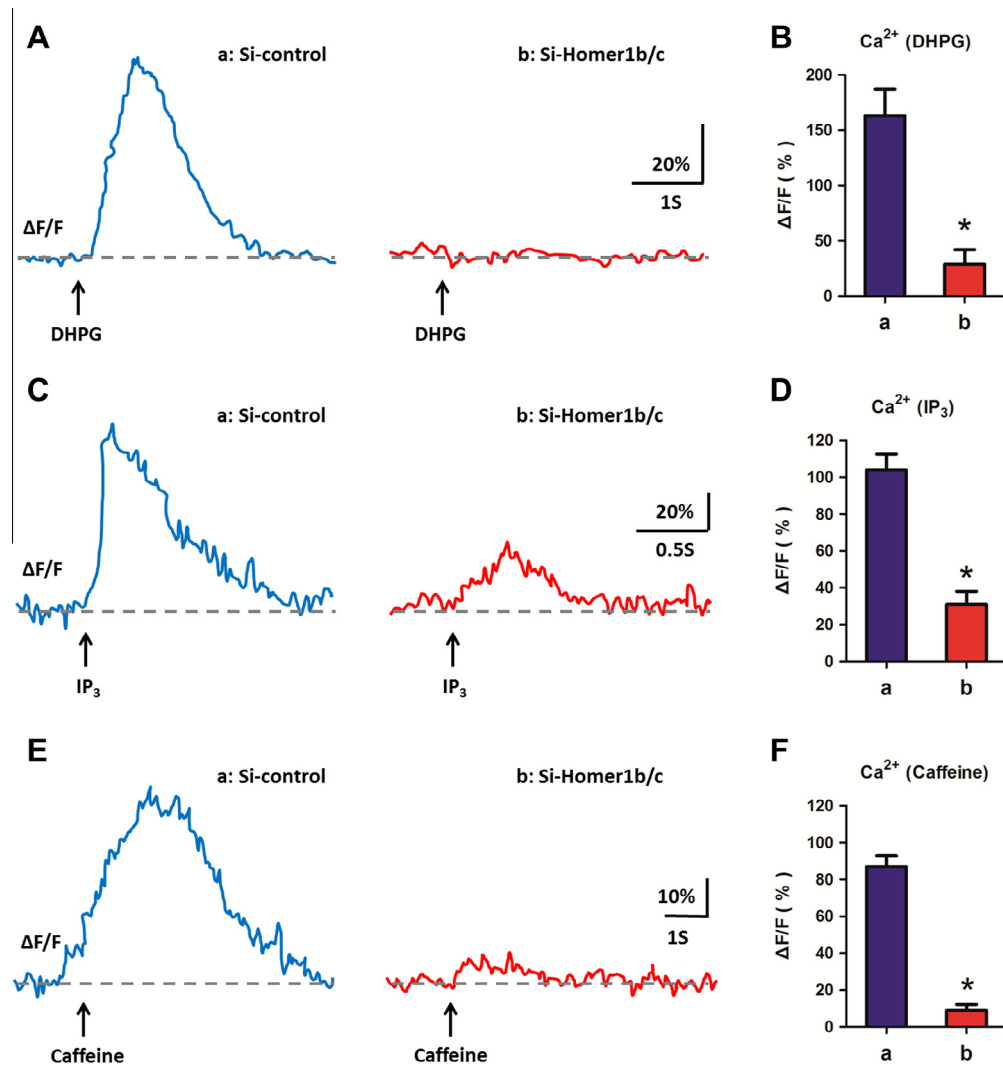 A
a: Si-control
b: Si-Homer1b/c
20%
1S
ΔF/F
DHPG
DHPG
B
Ca²⁺ (DHPG)
ΔF/F ( % )
200
150
100
50
0
*
a
b
C
a: Si-control
b: Si-Homer1b/c
20%
0.5S
ΔF/F
IP₃
IP₃
D
Ca²⁺ (IP₃)
ΔF/F ( % )
120
100
80
60
40
20
0
*
a
b
E
a: Si-control
b: Si-Homer1b/c
10%
1S
ΔF/F
Caffeine
Caffeine
F
Ca²⁺ (Caffeine)
ΔF/F ( % )
120
100
80
60
40
20
0
*
a
b